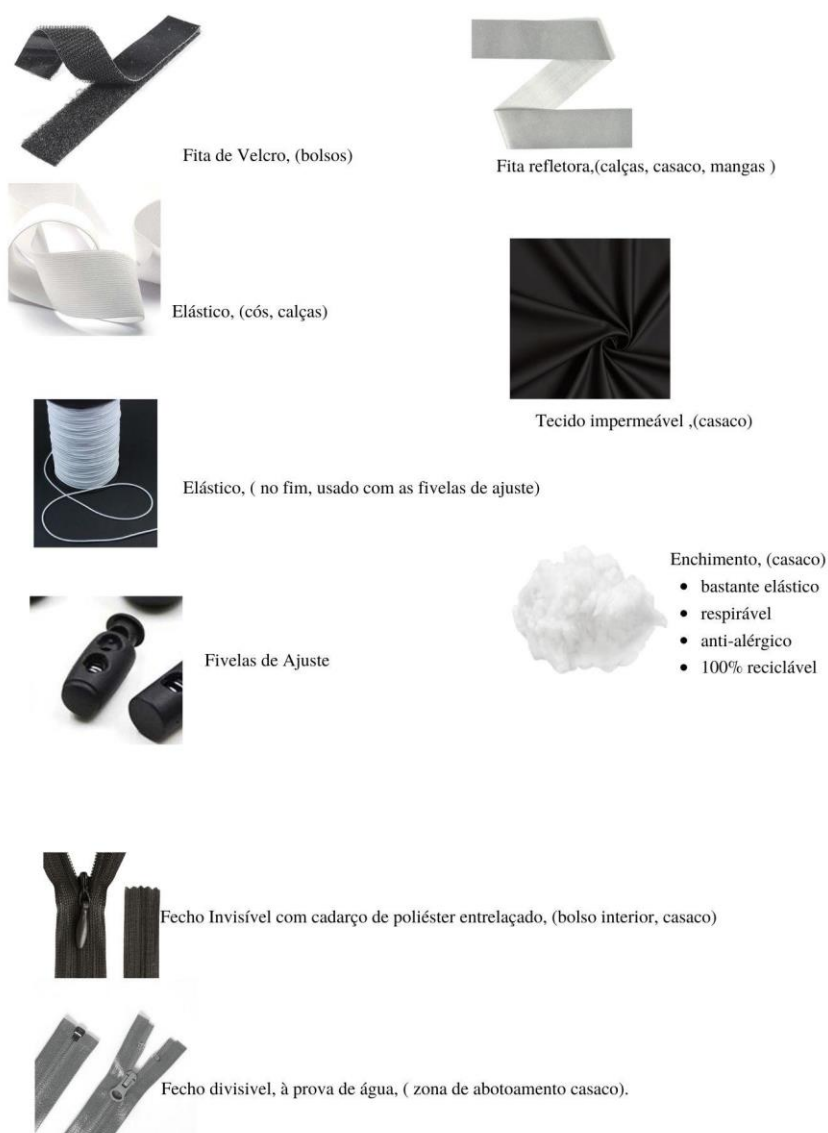 Fita de Velcro, (bolsos)
Fita refletora,(calças, casaco, mangas )
Elástico, (cós, calças)
Tecido impermeável ,(casaco)
Elástico, ( no fim, usado com as fivelas de ajuste)
Enchimento, (casaco)
• bastante elástico
• respirável
• anti-alérgico
• 100% reciclável
Fivelas de Ajuste
Fecho Invisível com cadarço de poliéster entrelaçado, (bolso interior, casaco)
Fecho divisivel, à prova de água, ( zona de abotoamento casaco).